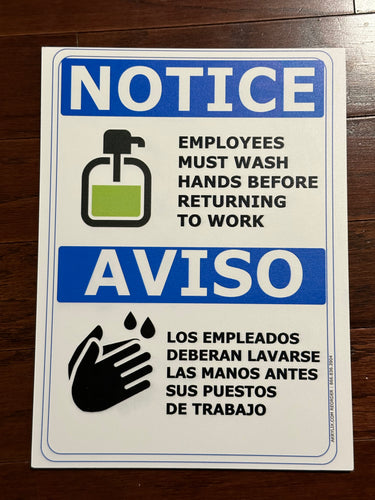 NOTICE
EMPLOYEES
MUST WASH
HANDS BEFORE
RETURNING
TO WORK
AVISO
LOS EMPLEADOS
DEBERAN LAVARSE
LAS MANOS ANTES
SUS PUESTOS
DE TRABAJO